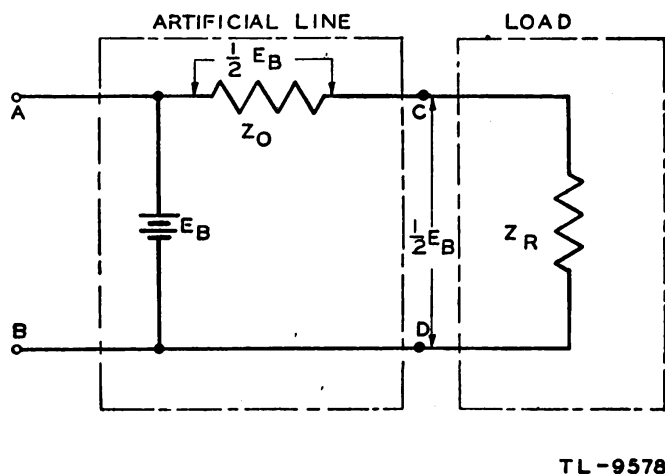 ARTIFICIAL LINE
LOAD
1/2 E_B
A
Z_O
C
E_B
1/2 E_B
Z_R
B
D
TL-9578